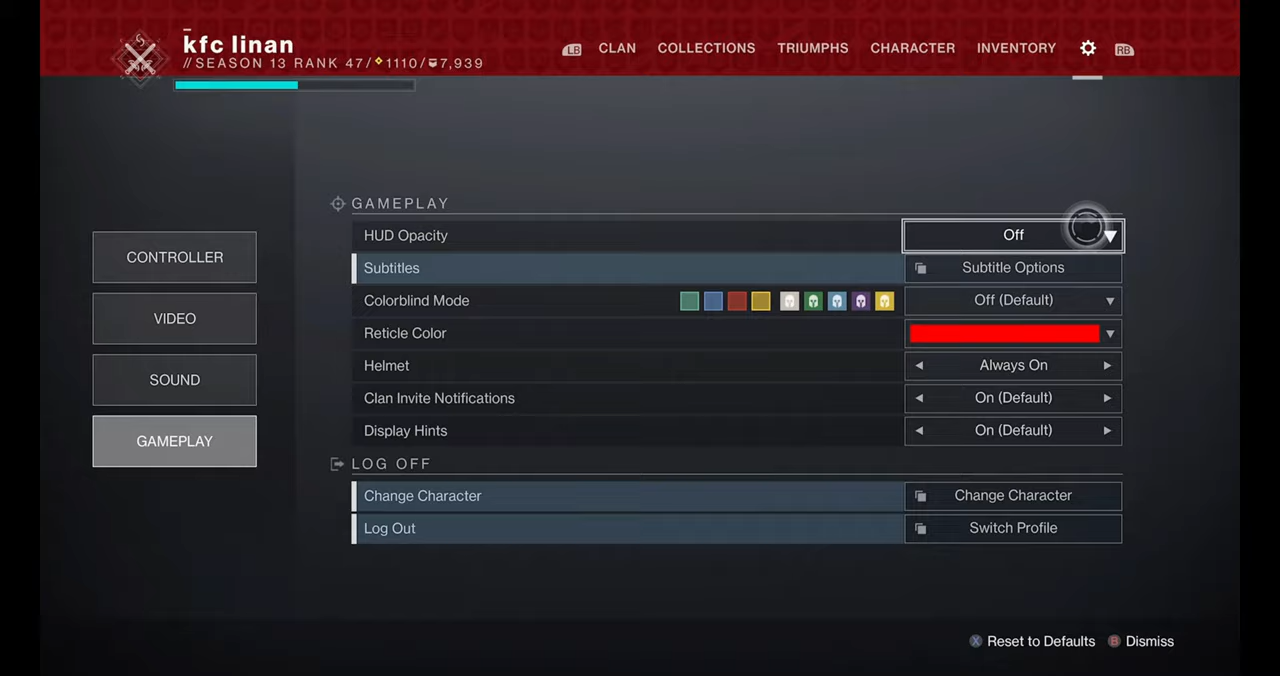 kfc linan
//SEASON 13 RANK 47/1110/7,939
LB CLAN COLLECTIONS TRIUMPHS CHARACTER INVENTORY RB
GAMEPLAY
HUD Opacity Off
CONTROLLER
Subtitles Subtitle Options
Colorblind Mode Off (Default)
VIDEO
Reticle Color
Helmet Always On
SOUND
Clan Invite Notifications On (Default)
Display Hints On (Default)
GAMEPLAY
LOG OFF
Change Character Change Character
Log Out Switch Profile
X Reset to Defaults B Dismiss